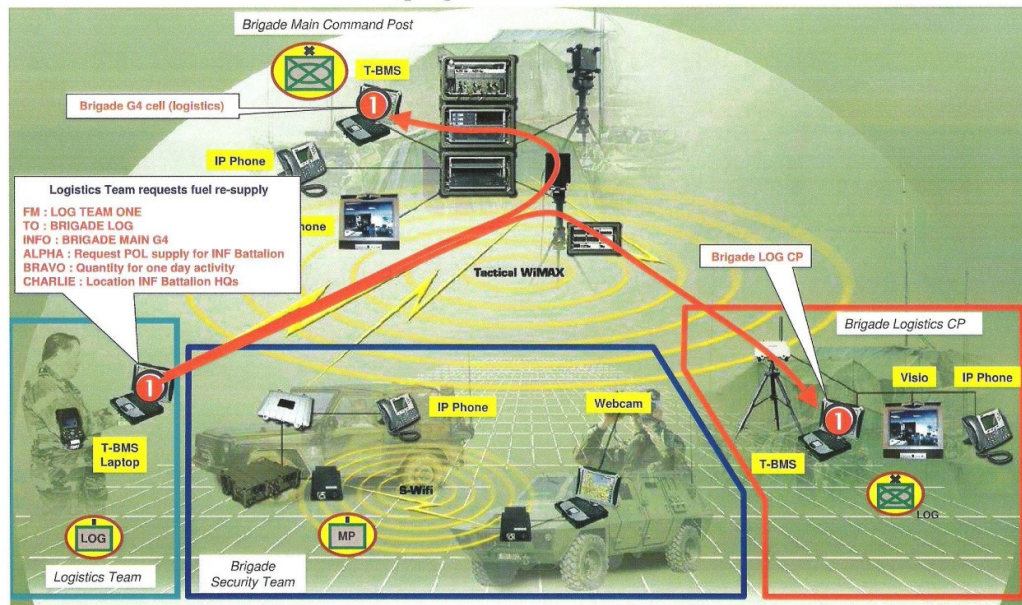 Brigade Main Command Post
T-BMS
Brigade G4 cell (logistics)
1
IP Phone
Logistics Team requests fuel re-supply
FM : LOG TEAM ONE
TO : BRIGADE LOG
INFO : BRIGADE MAIN G4
ALPHA : Request POL supply for INF Battalion
BRAVO : Quantity for one day activity
CHARLIE : Location INF Battalion HQs
hone
Tactical WiMAX
Brigade LOG CP
Brigade Logistics CP
1
T-BMS
Laptop
LOG
Logistics Team
IP Phone
Webcam
S-Wifi
MP
Brigade
Security Team
Visio
IP Phone
1
T-BMS
LOG